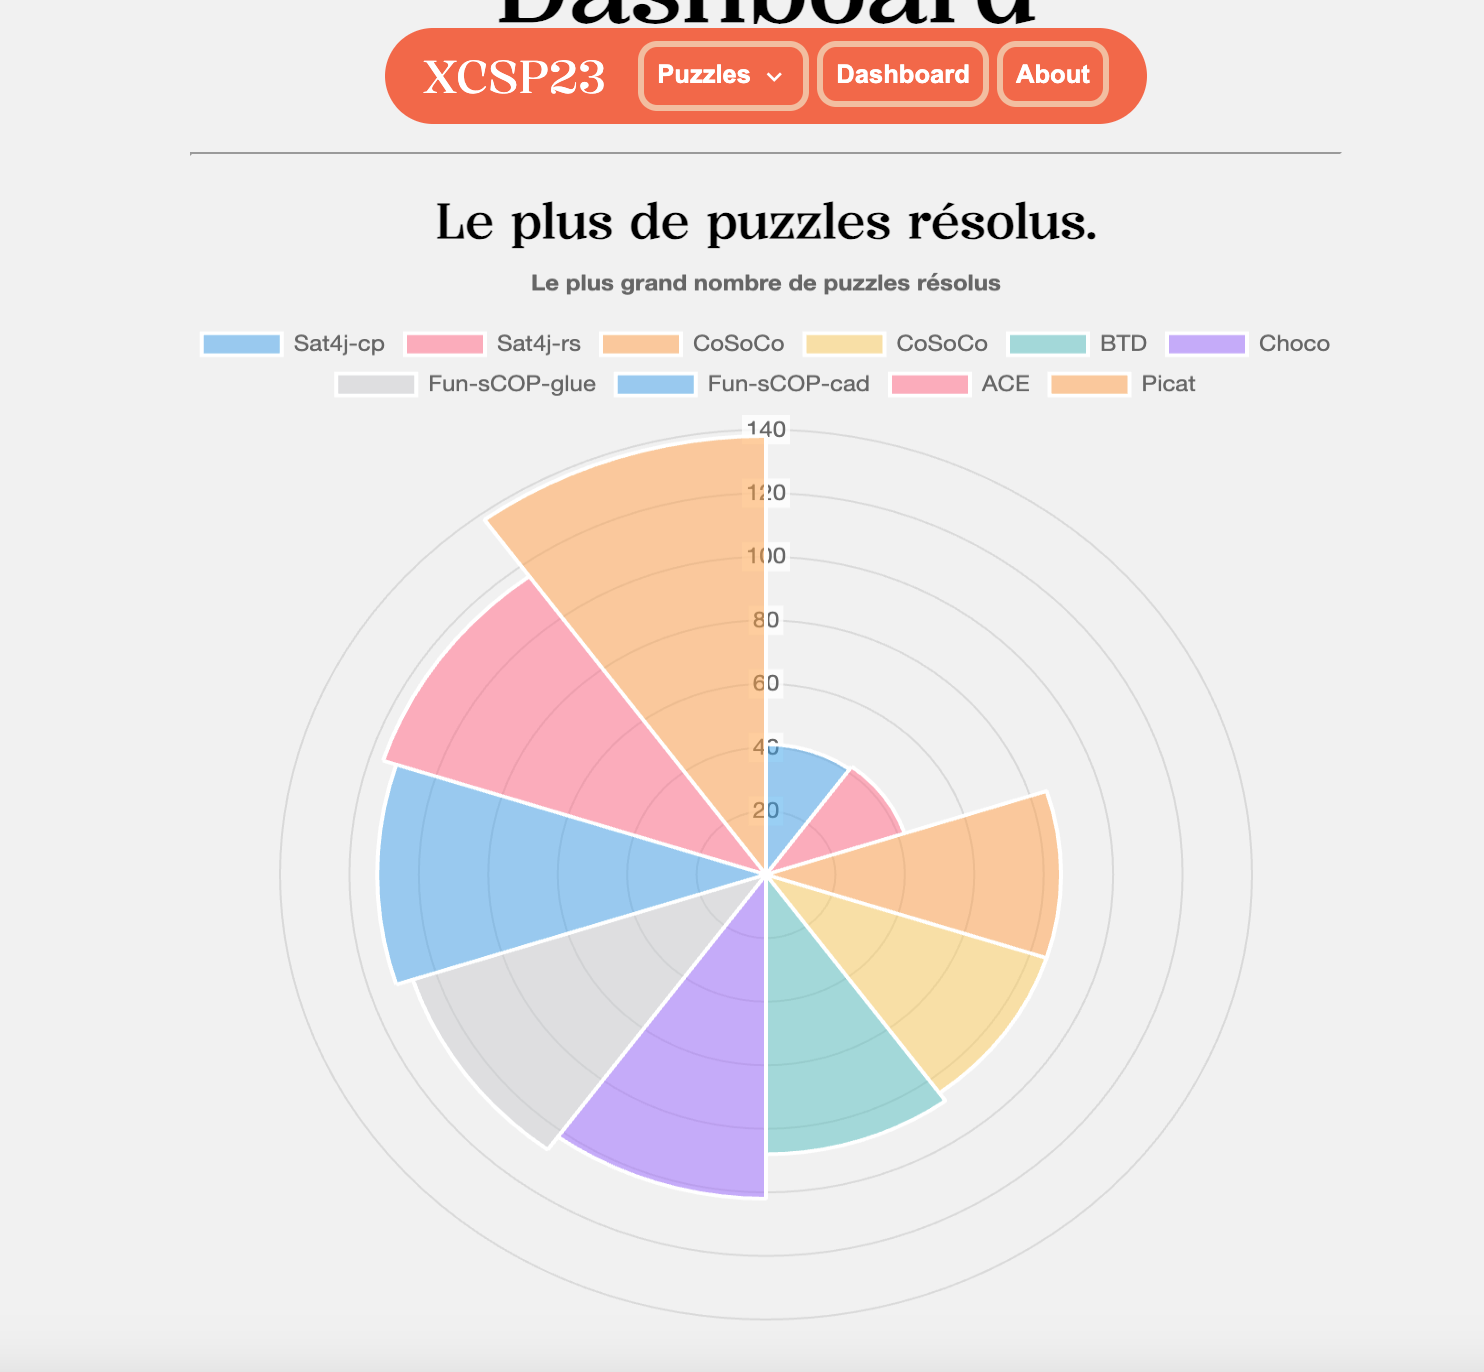 Dashboard
XCSP23 Puzzles Dashboard About
Le plus de puzzles résolus.
Le plus grand nombre de puzzles résolus
Sat4j-cp Sat4j-rs CoSoCo CoSoCo BTD Choco
Fun-sCOP-glue Fun-sCOP-cad ACE Picat
140
120
100
80
60
40
20